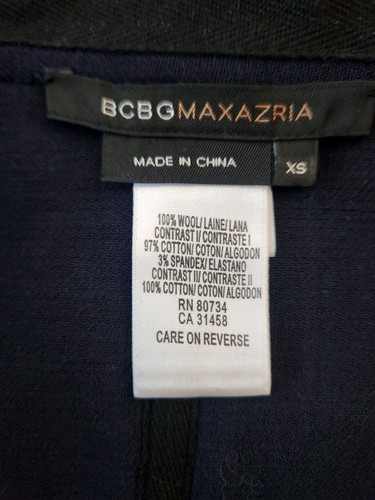 BCBGMAXAZRIA
MADE IN CHINA
XS
100% WOOL/ LAINE/ LANA
CONTRAST I/ CONTRASTE I
97% COTTON/ COTON/ ALGODON
3% SPANDEX/ ELASTANO
CONTRAST II/ CONTRASTE II
100% COTTON/ COTON/ ALGODON
RN 80734
CA 31458
CARE ON REVERSE